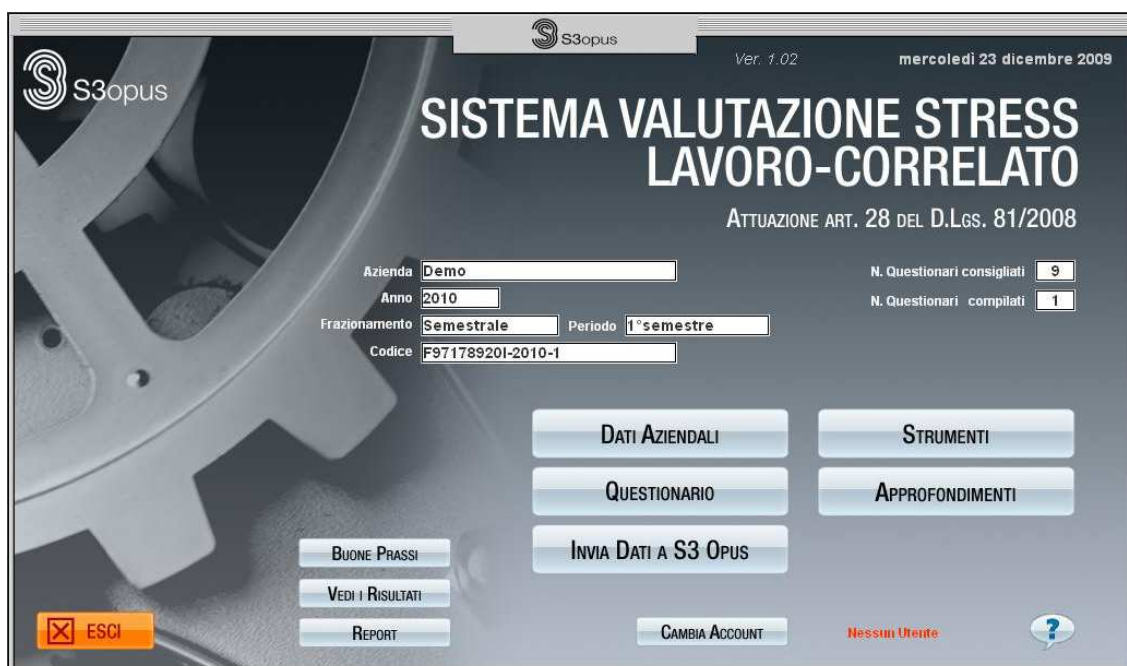 S3opus
Ver. 1.02
mercoledì 23 dicembre 2009
S3opus
SISTEMA VALUTAZIONE STRESS
LAVORO-CORRELATO
ATTUAZIONE ART. 28 DEL D.LGS. 81/2008
Azienda Demo
N. Questionari consigliati 9
Anno 2010
N. Questionari compilati 1
Frazionamento Semestrale Periodo 1°semestre
Codice F97178920I-2010-1
DATI AZIENDALI
STRUMENTI
QUESTIONARIO
APPROFONDIMENTI
INVIA DATI A S3 OPUS
BUONE PRASSI
VEDI I RISULTATI
REPORT
ESCI
CAMBIA ACCOUNT
Nessun Utente
?